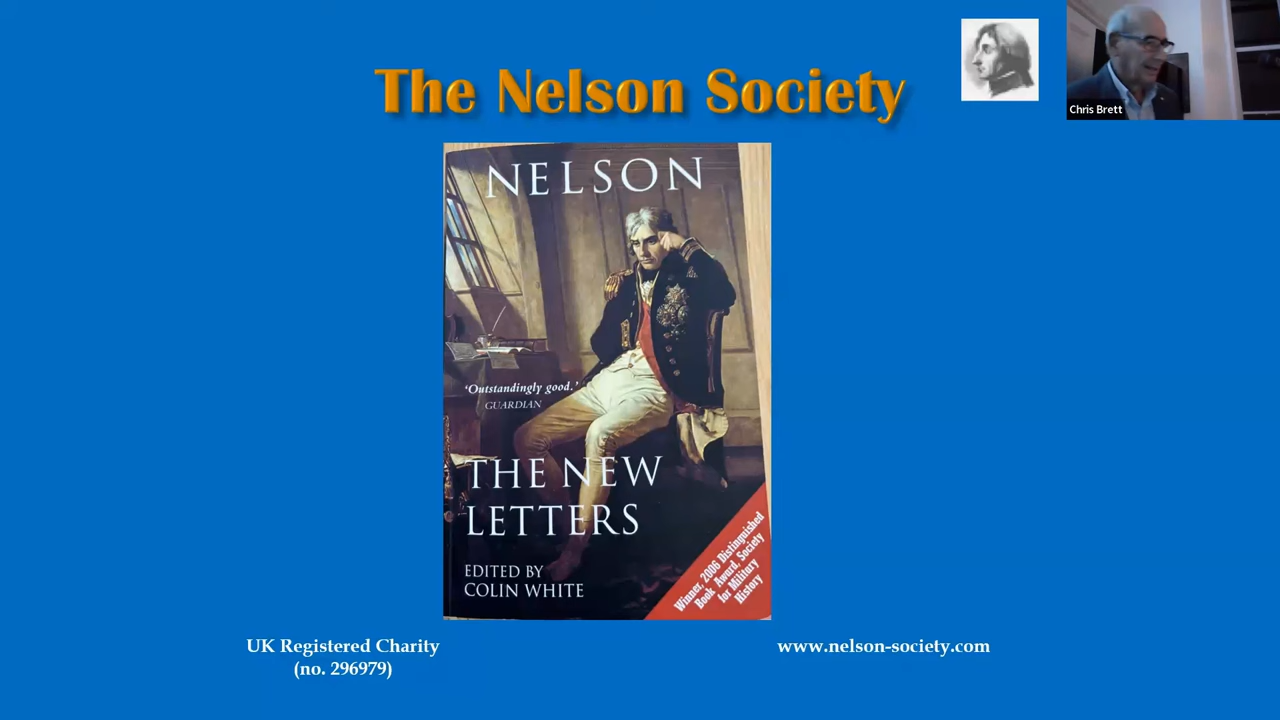 The Nelson Society
Chris Brett
NELSON
'Outstandingly good.'
GUARDIAN
THE NEW
LETTERS
EDITED BY
COLIN WHITE
Winner, 2006 Distinguished
Book Award, Society
for Military
History
UK Registered Charity
(no. 296979)
www.nelson-society.com